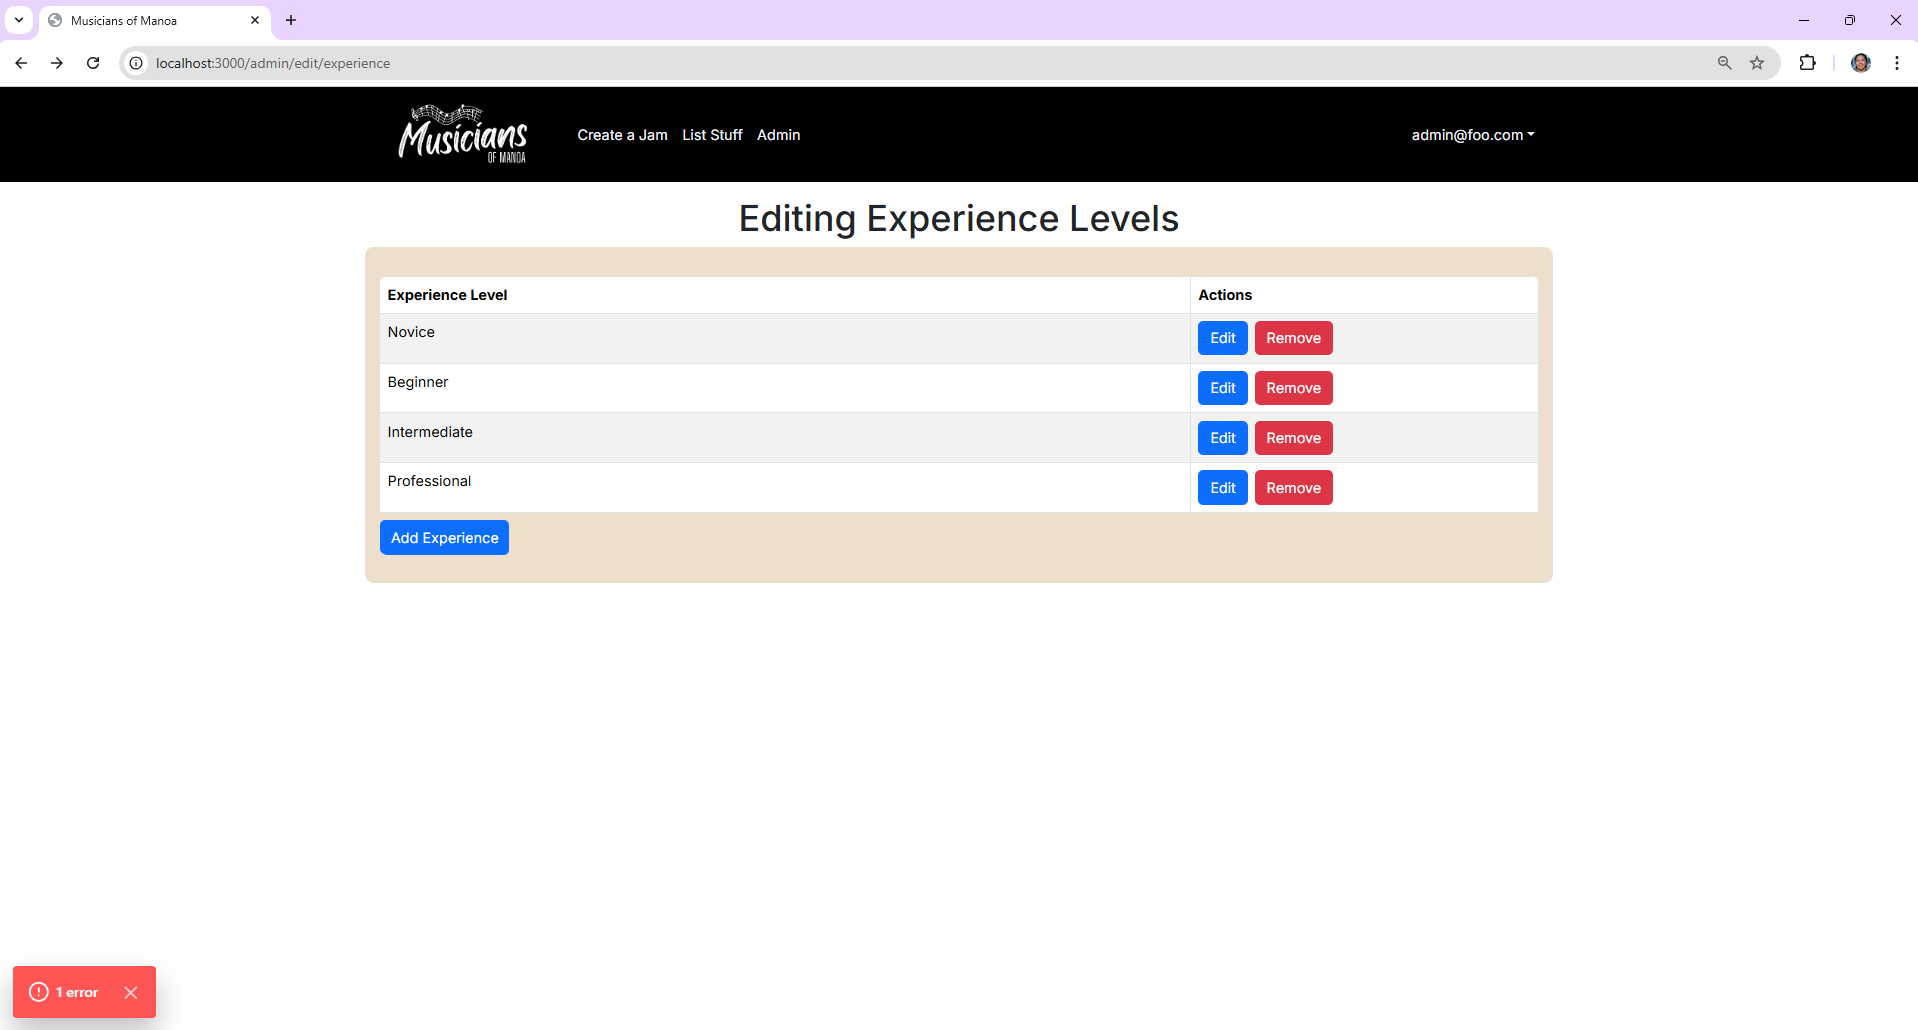 Musicians of Manoa
localhost:3000/admin/edit/experience
Musicians
OF MANOA
Create a Jam List Stuff Admin
admin@foo.com
Editing Experience Levels
Experience Level Actions
Novice Edit Remove
Beginner Edit Remove
Intermediate Edit Remove
Professional Edit Remove
Add Experience
1 error